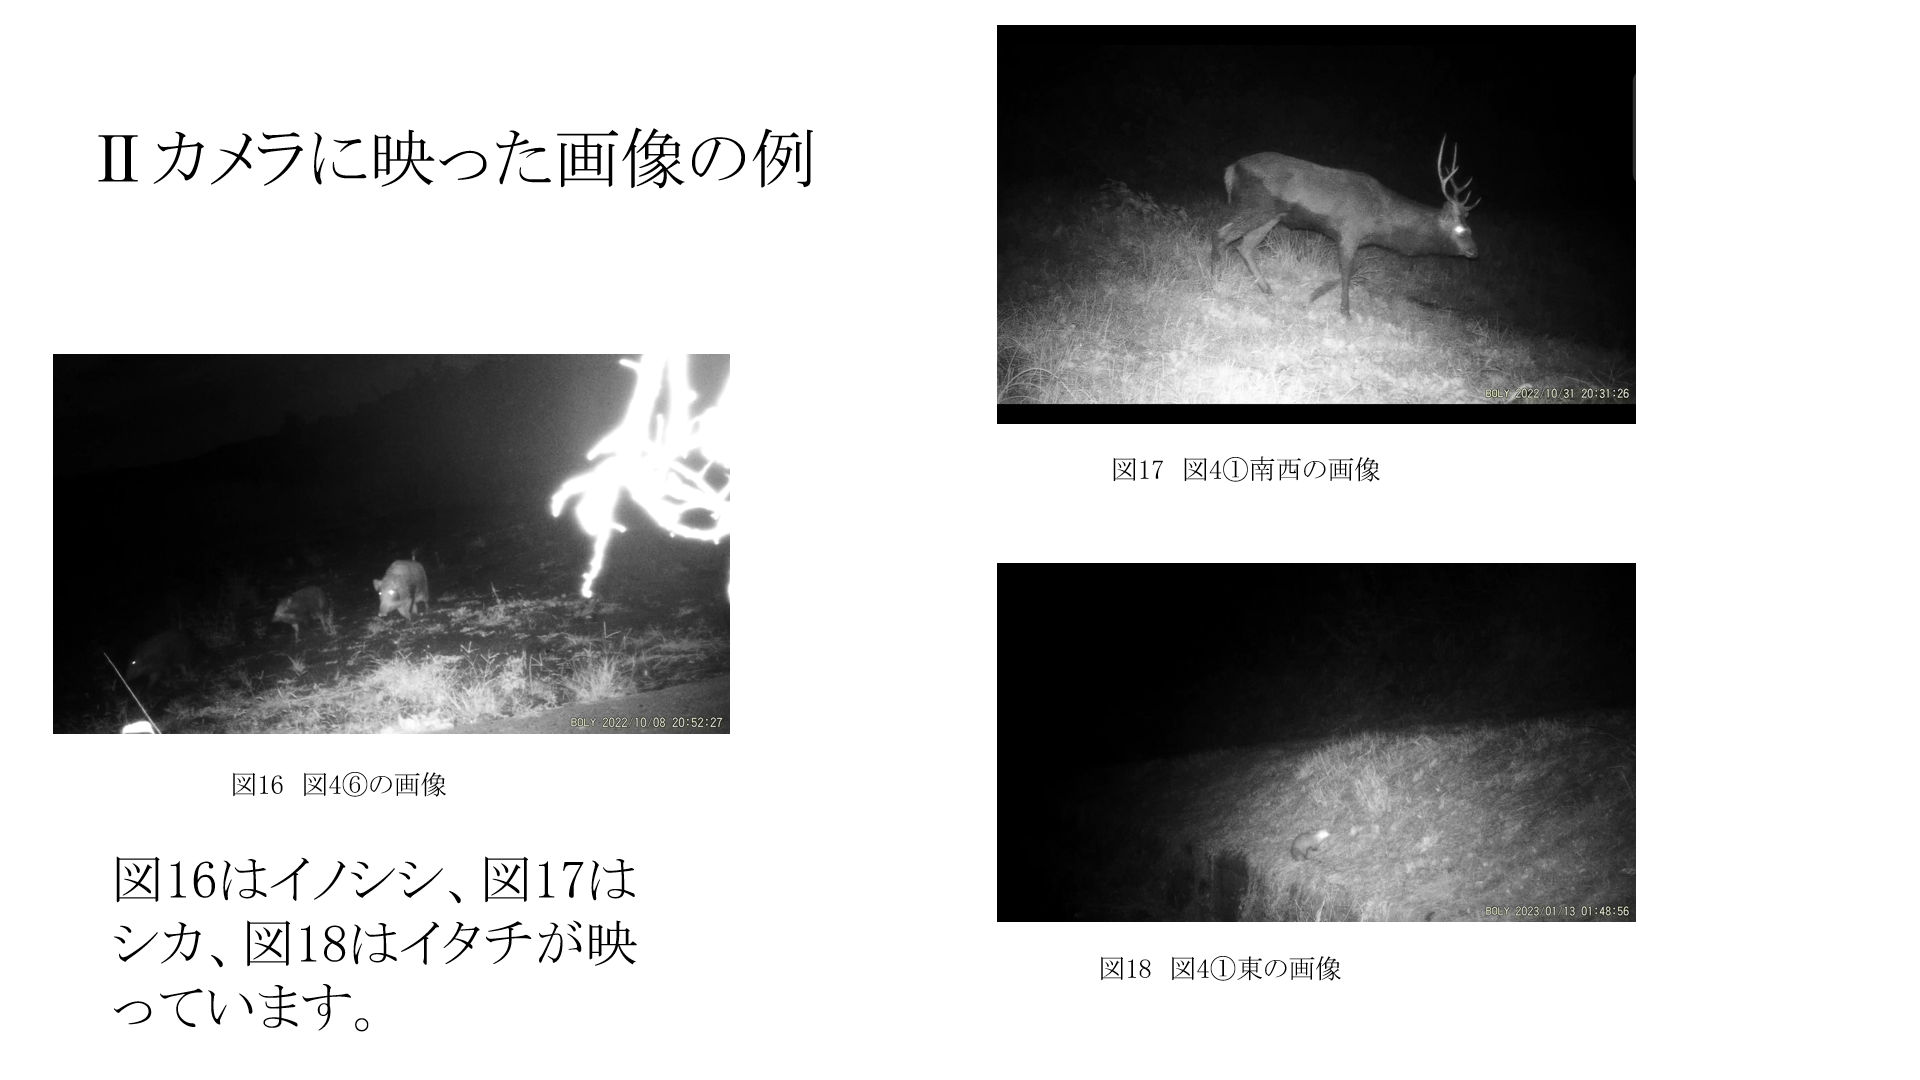 Ⅱカメラに映った画像の例
BOLY 2022/10/08 20:52:27
図16 図4⑥の画像
図16はイノシシ、図17は
シカ、図18はイタチが映
っています。
BOLY 2022/10/31 20:31:26
図17 図4①南西の画像
BOLY 2023/01/13 01:48:56
図18 図4①東の画像